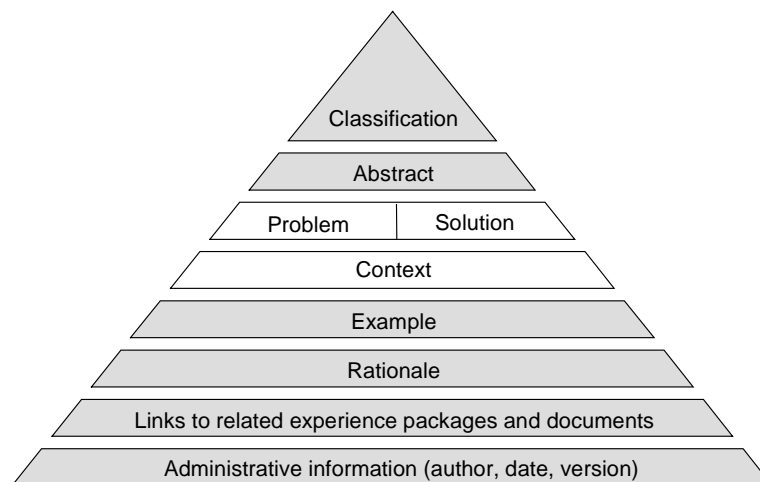 Classification
Abstract
Problem Solution
Context
Example
Rationale
Links to related experience packages and documents
Administrative information (author, date, version)